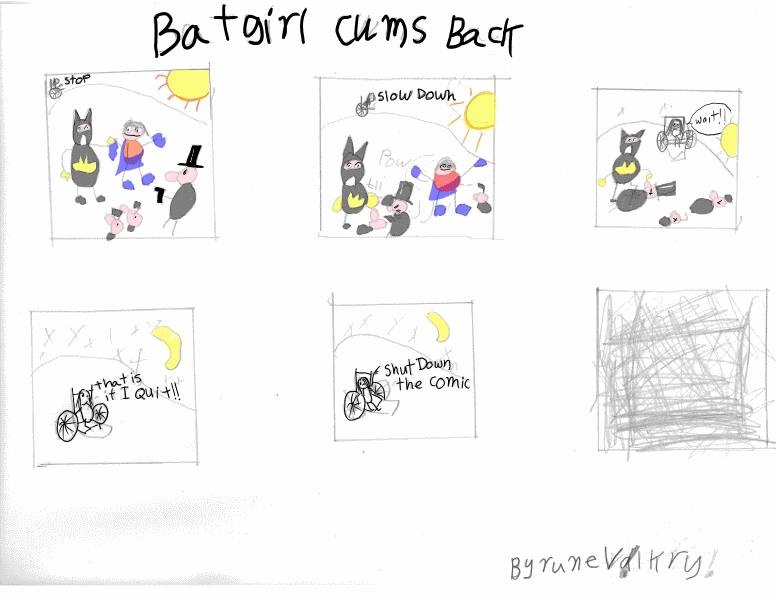 Batgirl Cums Back
STOP
Slow Down
Pow
wait!!
that is
it I Quit!!
Shut Down
the comic
By rune Valkry!